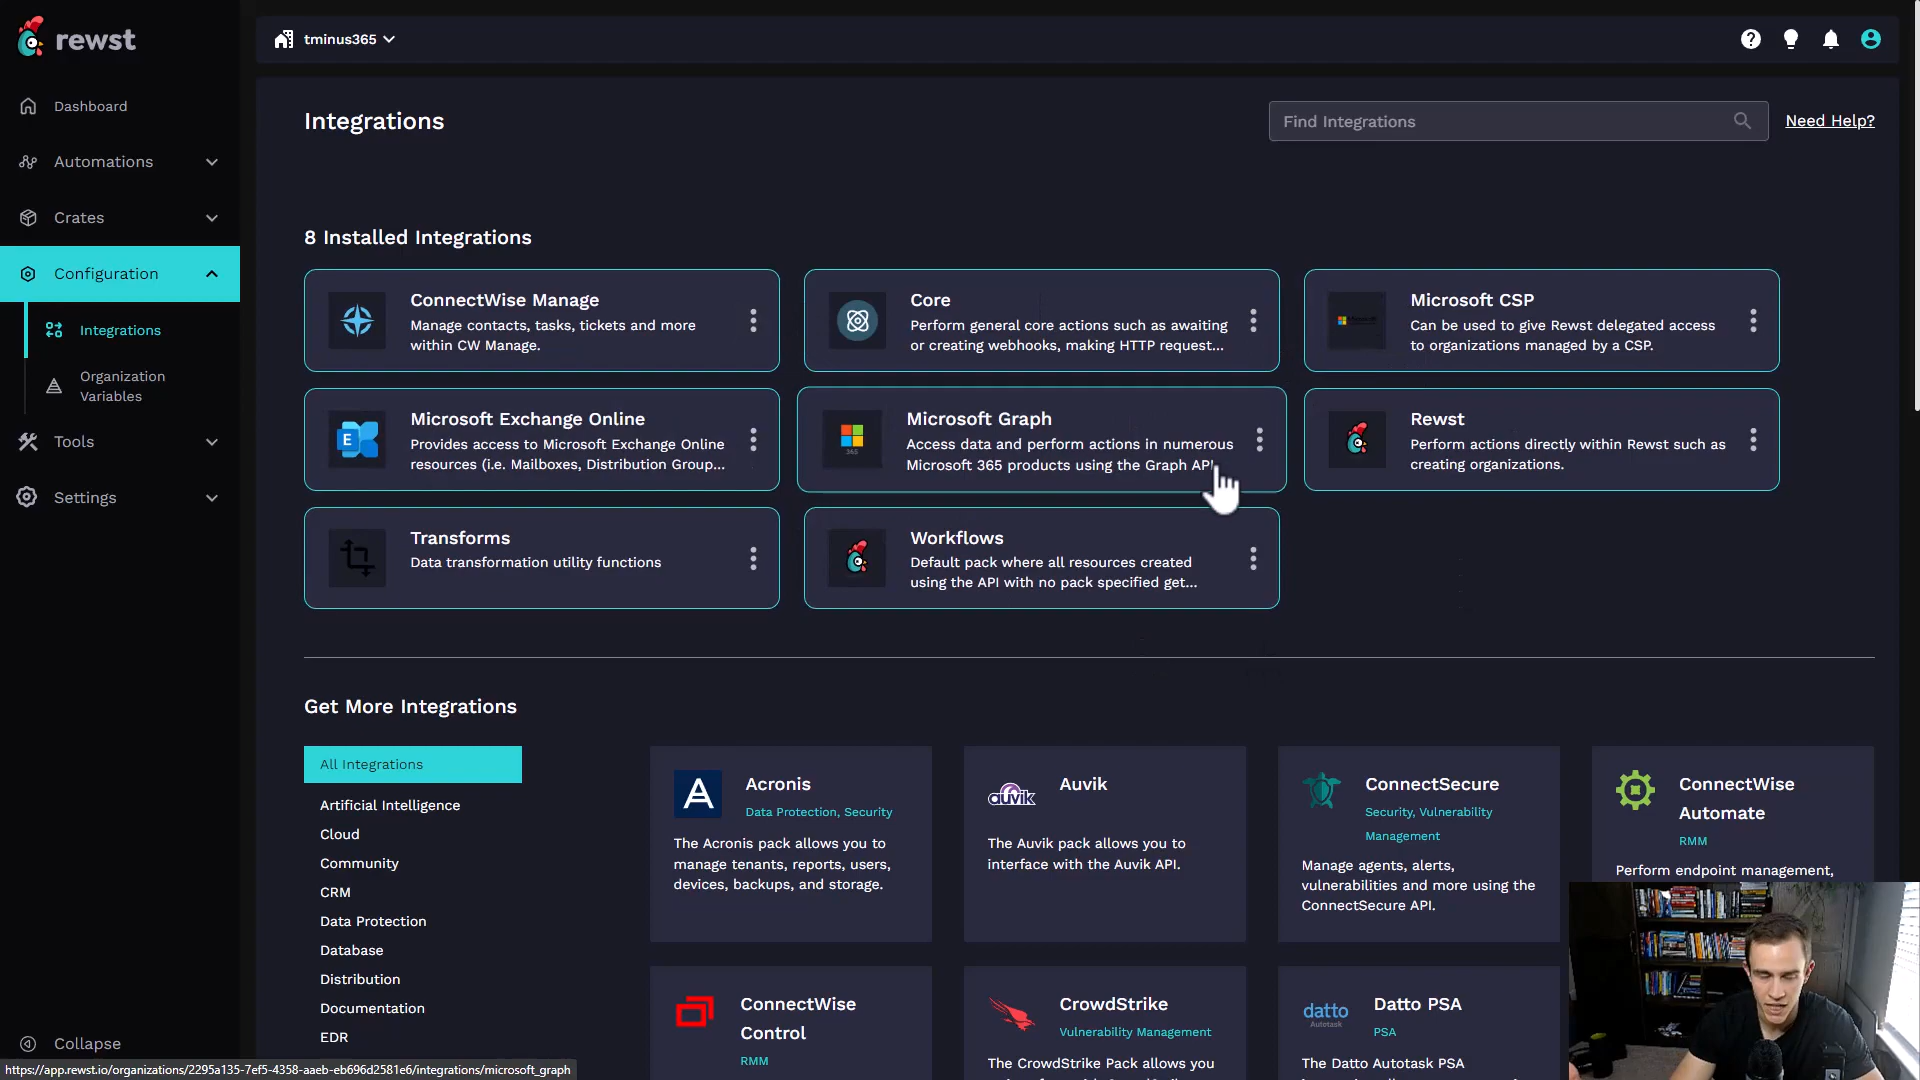 rewst
tminus365
Dashboard
Automations
Crates
Configuration
Integrations
Organization
Variables
Tools
Settings
Collapse
Integrations
Find Integrations
Need Help?
8 Installed Integrations
ConnectWise Manage
Manage contacts, tasks, tickets and more
within CW Manage.
Core
Perform general core actions such as awaiting
or creating webhooks, making HTTP request...
Microsoft CSP
Can be used to give Rewst delegated access
to organizations managed by a CSP.
E
Microsoft Exchange Online
Provides access to Microsoft Exchange Online
resources (i.e. Mailboxes, Distribution Group...
365
Microsoft Graph
Access data and perform actions in numerous
Microsoft 365 products using the Graph API.
Rewst
Perform actions directly within Rewst such as
creating organizations.
Transforms
Data transformation utility functions
Workflows
Default pack where all resources created
using the API with no pack specified get...
Get More Integrations
All Integrations
Artificial Intelligence
Cloud
Community
CRM
Data Protection
Database
Distribution
Documentation
EDR
A
Acronis
Data Protection, Security
The Acronis pack allows you to
manage tenants, reports, users,
devices, backups, and storage.
auvik
Auvik
The Auvik pack allows you to
interface with the Auvik API.
ConnectSecure
Security, Vulnerability
Management
Manage agents, alerts,
vulnerabilities and more using the
ConnectSecure API.
ConnectWise
Automate
RMM
Perform endpoint management,
ConnectWise
Control
RMM
CrowdStrike
Vulnerability Management
The CrowdStrike Pack allows you
datto
Autotask
Datto PSA
PSA
The Datto Autotask PSA
https://app.rewst.io/organizations/2295a135-7ef5-4358-aaeb-eb696d2581e6/integrations/microsoft_graph